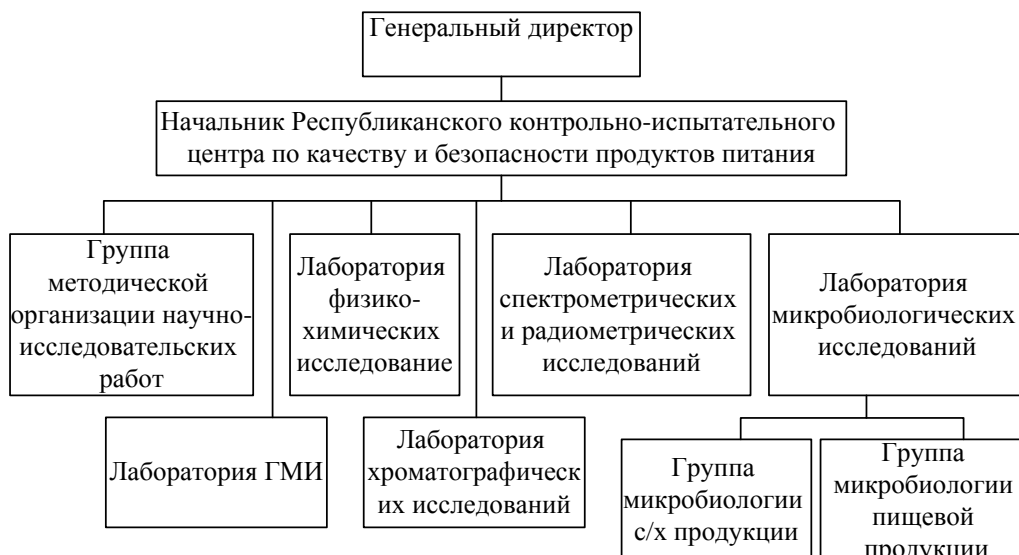 Генеральный директор
Начальник Республиканского контрольно-испытательного
центра по качеству и безопасности продуктов питания
Группа
методической
организации научно-
исследовательских
работ
Лаборатория
физико-
химических
исследование
Лаборатория
спектрометрических
и радиометрических
исследований
Лаборатория
микробиологических
исследований
Лаборатория ГМИ
Лаборатория
хроматографическ
их исследований
Группа
микробиологии
с/х продукции
Группа
микробиологии
пищевой
продукции